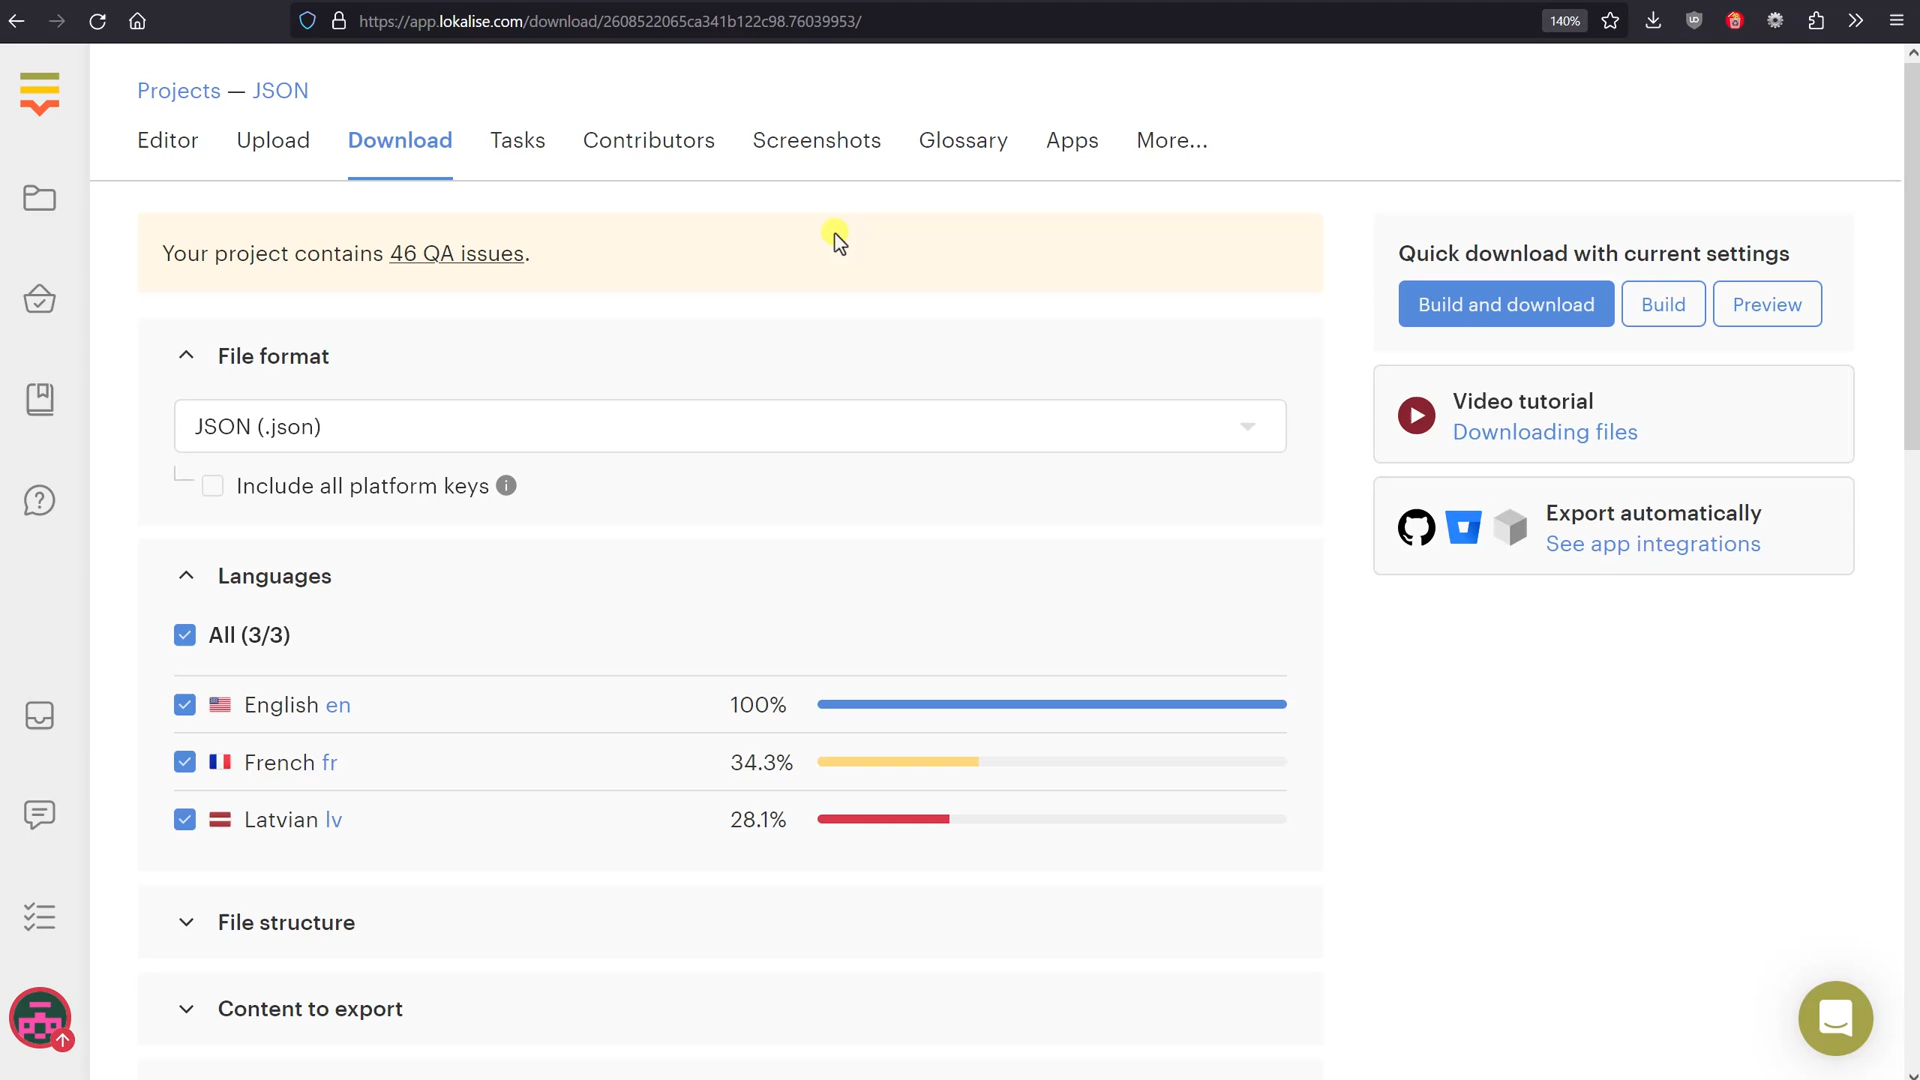 https://app.lokalise.com/download/2608522065ca341b122c98.76039953/
140%
Projects — JSON
Editor Upload Download Tasks Contributors Screenshots Glossary Apps More...
Your project contains 46 QA issues.
File format
JSON (.json)
Include all platform keys
Languages
All (3/3)
English en 100%
French fr 34.3%
Latvian lv 28.1%
File structure
Content to export
Quick download with current settings
Build and download Build Preview
Video tutorial
Downloading files
Export automatically
See app integrations